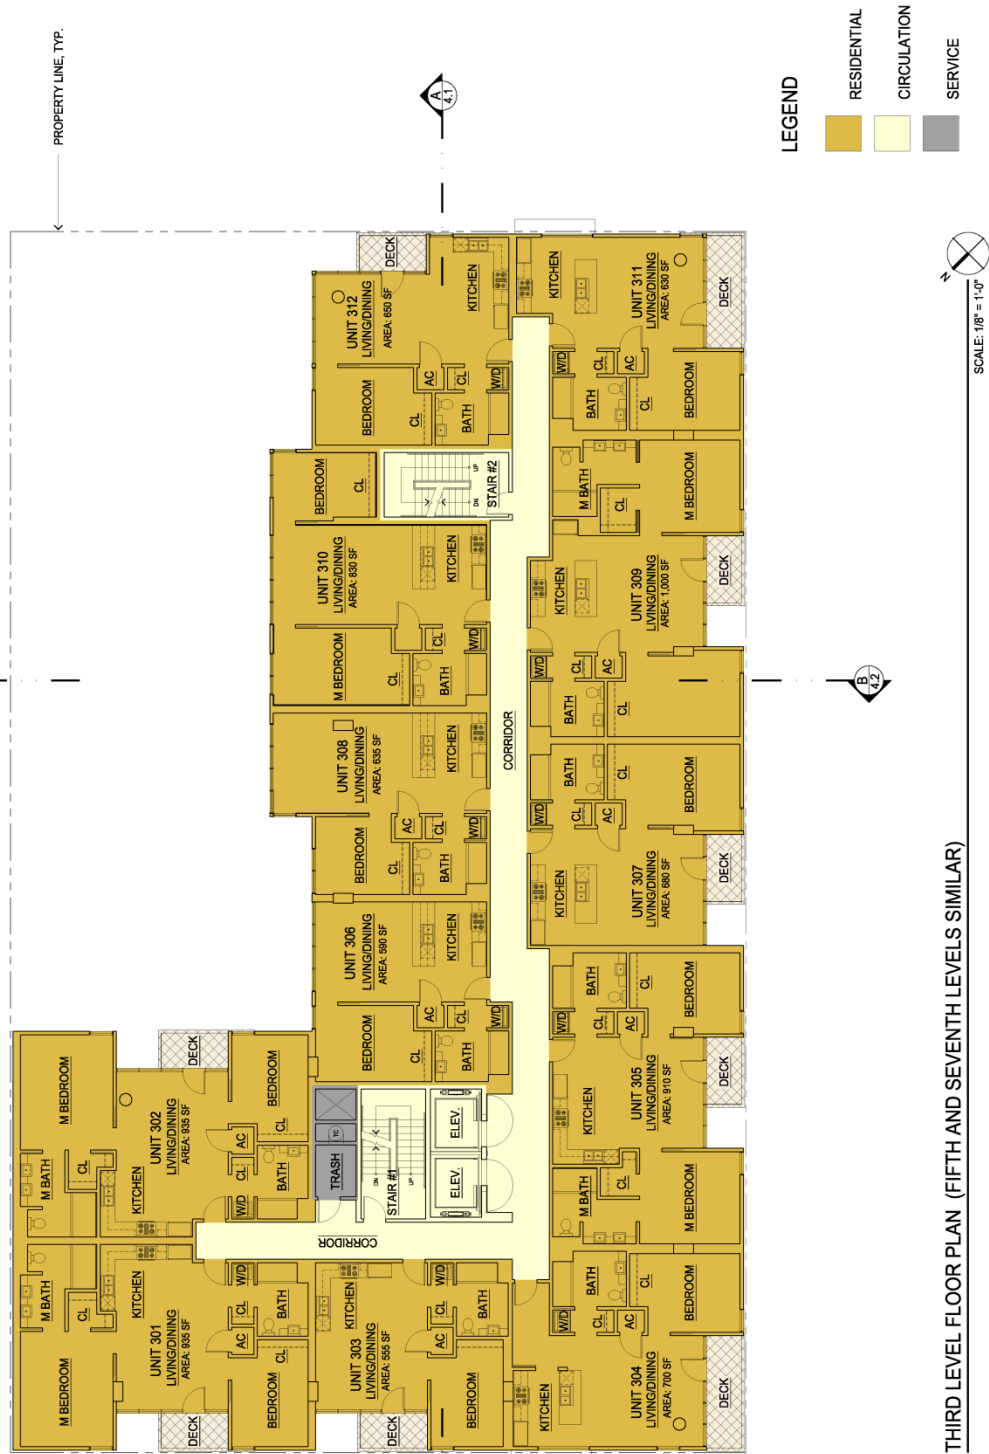 PROPERTY LINE, TYP.
M BEDROOM
M BATH
CL
KITCHEN
UNIT 301
LIVING/DINING
AREA: 935 SF
DECK
BEDROOM
CL
AC
CL
W/D
BATH
M BATH
M BEDROOM
CL
KITCHEN
UNIT 302
LIVING/DINING
AREA: 935 SF
DECK
W/D
CL
AC
BATH
CL
BEDROOM
DECK
UNIT 303
LIVING/DINING
AREA: 555 SF
KITCHEN
BEDROOM
AC
CL
W/D
BATH
CORRIDOR
TRASH
TC
STAIR #1
DN
UP
ELEV.
ELEV.
UNIT 306
LIVING/DINING
AREA: 590 SF
KITCHEN
BEDROOM
CL
AC
CL
W/D
BATH
UNIT 308
LIVING/DINING
AREA: 635 SF
KITCHEN
BEDROOM
CL
AC
CL
W/D
BATH
UNIT 310
LIVING/DINING
AREA: 830 SF
KITCHEN
M BEDROOM
CL
CL
W/D
BATH
BEDROOM
CL
STAIR #2
DN
UP
UNIT 312
LIVING/DINING
AREA: 650 SF
KITCHEN
DECK
BEDROOM
CL
AC
CL
W/D
BATH
A
4.1
CORRIDOR
KITCHEN
UNIT 304
LIVING/DINING
AREA: 700 SF
DECK
W/D
CL
AC
BATH
CL
BEDROOM
M BATH
CL
M BEDROOM
KITCHEN
UNIT 305
LIVING/DINING
AREA: 910 SF
DECK
W/D
CL
AC
BATH
CL
BEDROOM
KITCHEN
UNIT 307
LIVING/DINING
AREA: 680 SF
DECK
W/D
CL
AC
BATH
CL
BEDROOM
BATH
CL
W/D
CL
AC
KITCHEN
UNIT 309
LIVING/DINING
AREA: 1,000 SF
DECK
M BATH
CL
M BEDROOM
BATH
CL
BEDROOM
W/D
CL
AC
KITCHEN
UNIT 311
LIVING/DINING
AREA: 630 SF
DECK
B
4.2
LEGEND
RESIDENTIAL
CIRCULATION
SERVICE
THIRD LEVEL FLOOR PLAN (FIFTH AND SEVENTH LEVELS SIMILAR)
N
SCALE: 1/8" = 1'-0"